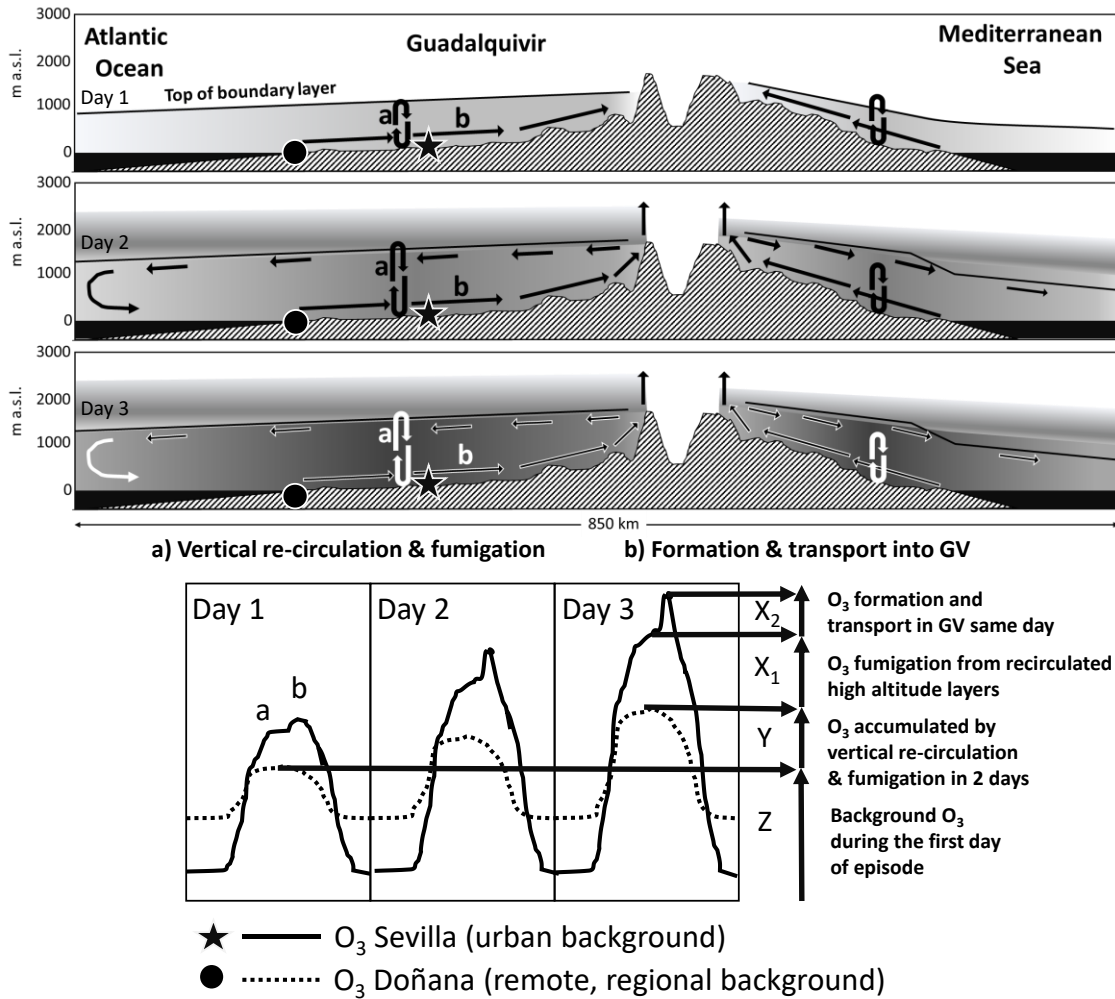 3000
2000
1000
0
m a.s.l.
Atlantic
Ocean
Guadalquivir
Mediterranean
Sea
Day 1
Top of boundary layer
a
b
3000
2000
1000
0
m a.s.l.
Day 2
a
b
3000
2000
1000
0
m a.s.l.
Day 3
a
b
850 km
a) Vertical re-circulation & fumigation
b) Formation & transport into GV
Day 1
Day 2
Day 3
a
b
X₂
X₁
Y
Z
O₃ formation and
transport in GV same day
O₃ fumigation from recirculated
high altitude layers
O₃ accumulated by
vertical re-circulation
& fumigation in 2 days
Background O₃
during the first day
of episode
O₃ Sevilla (urban background)
O₃ Doñana (remote, regional background)